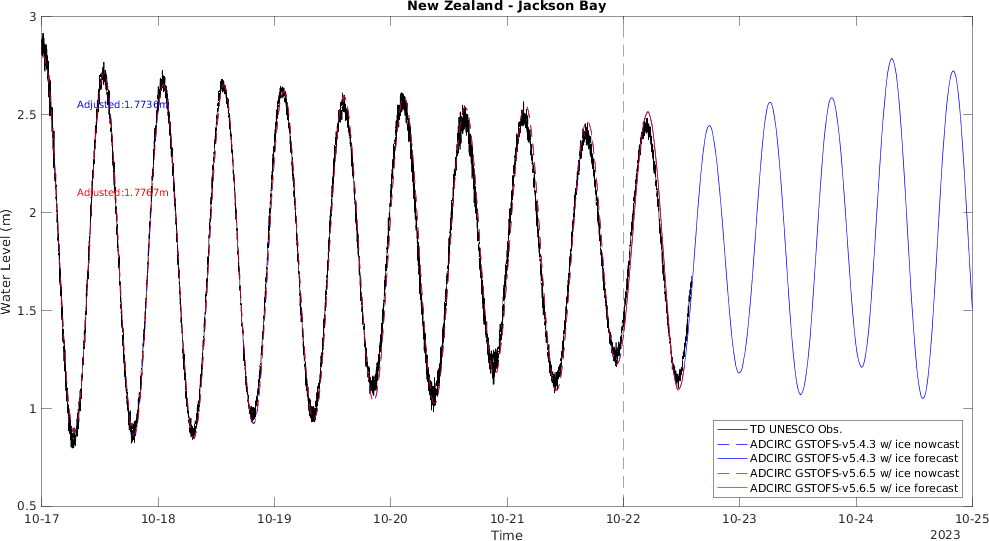 New Zealand - Jackson Bay
3
2.5
2
1.5
1
0.5
Water Level (m)
Adjusted:1.7736m
Adjusted:1.7767m
TD UNESCO Obs.
ADCIRC GSTOFS-v5.4.3 w/ ice nowcast
ADCIRC GSTOFS-v5.4.3 w/ ice forecast
ADCIRC GSTOFS-v5.6.5 w/ ice nowcast
ADCIRC GSTOFS-v5.6.5 w/ ice forecast
10-17 10-18 10-19 10-20 10-21 10-22 10-23 10-24 10-25
Time
2023